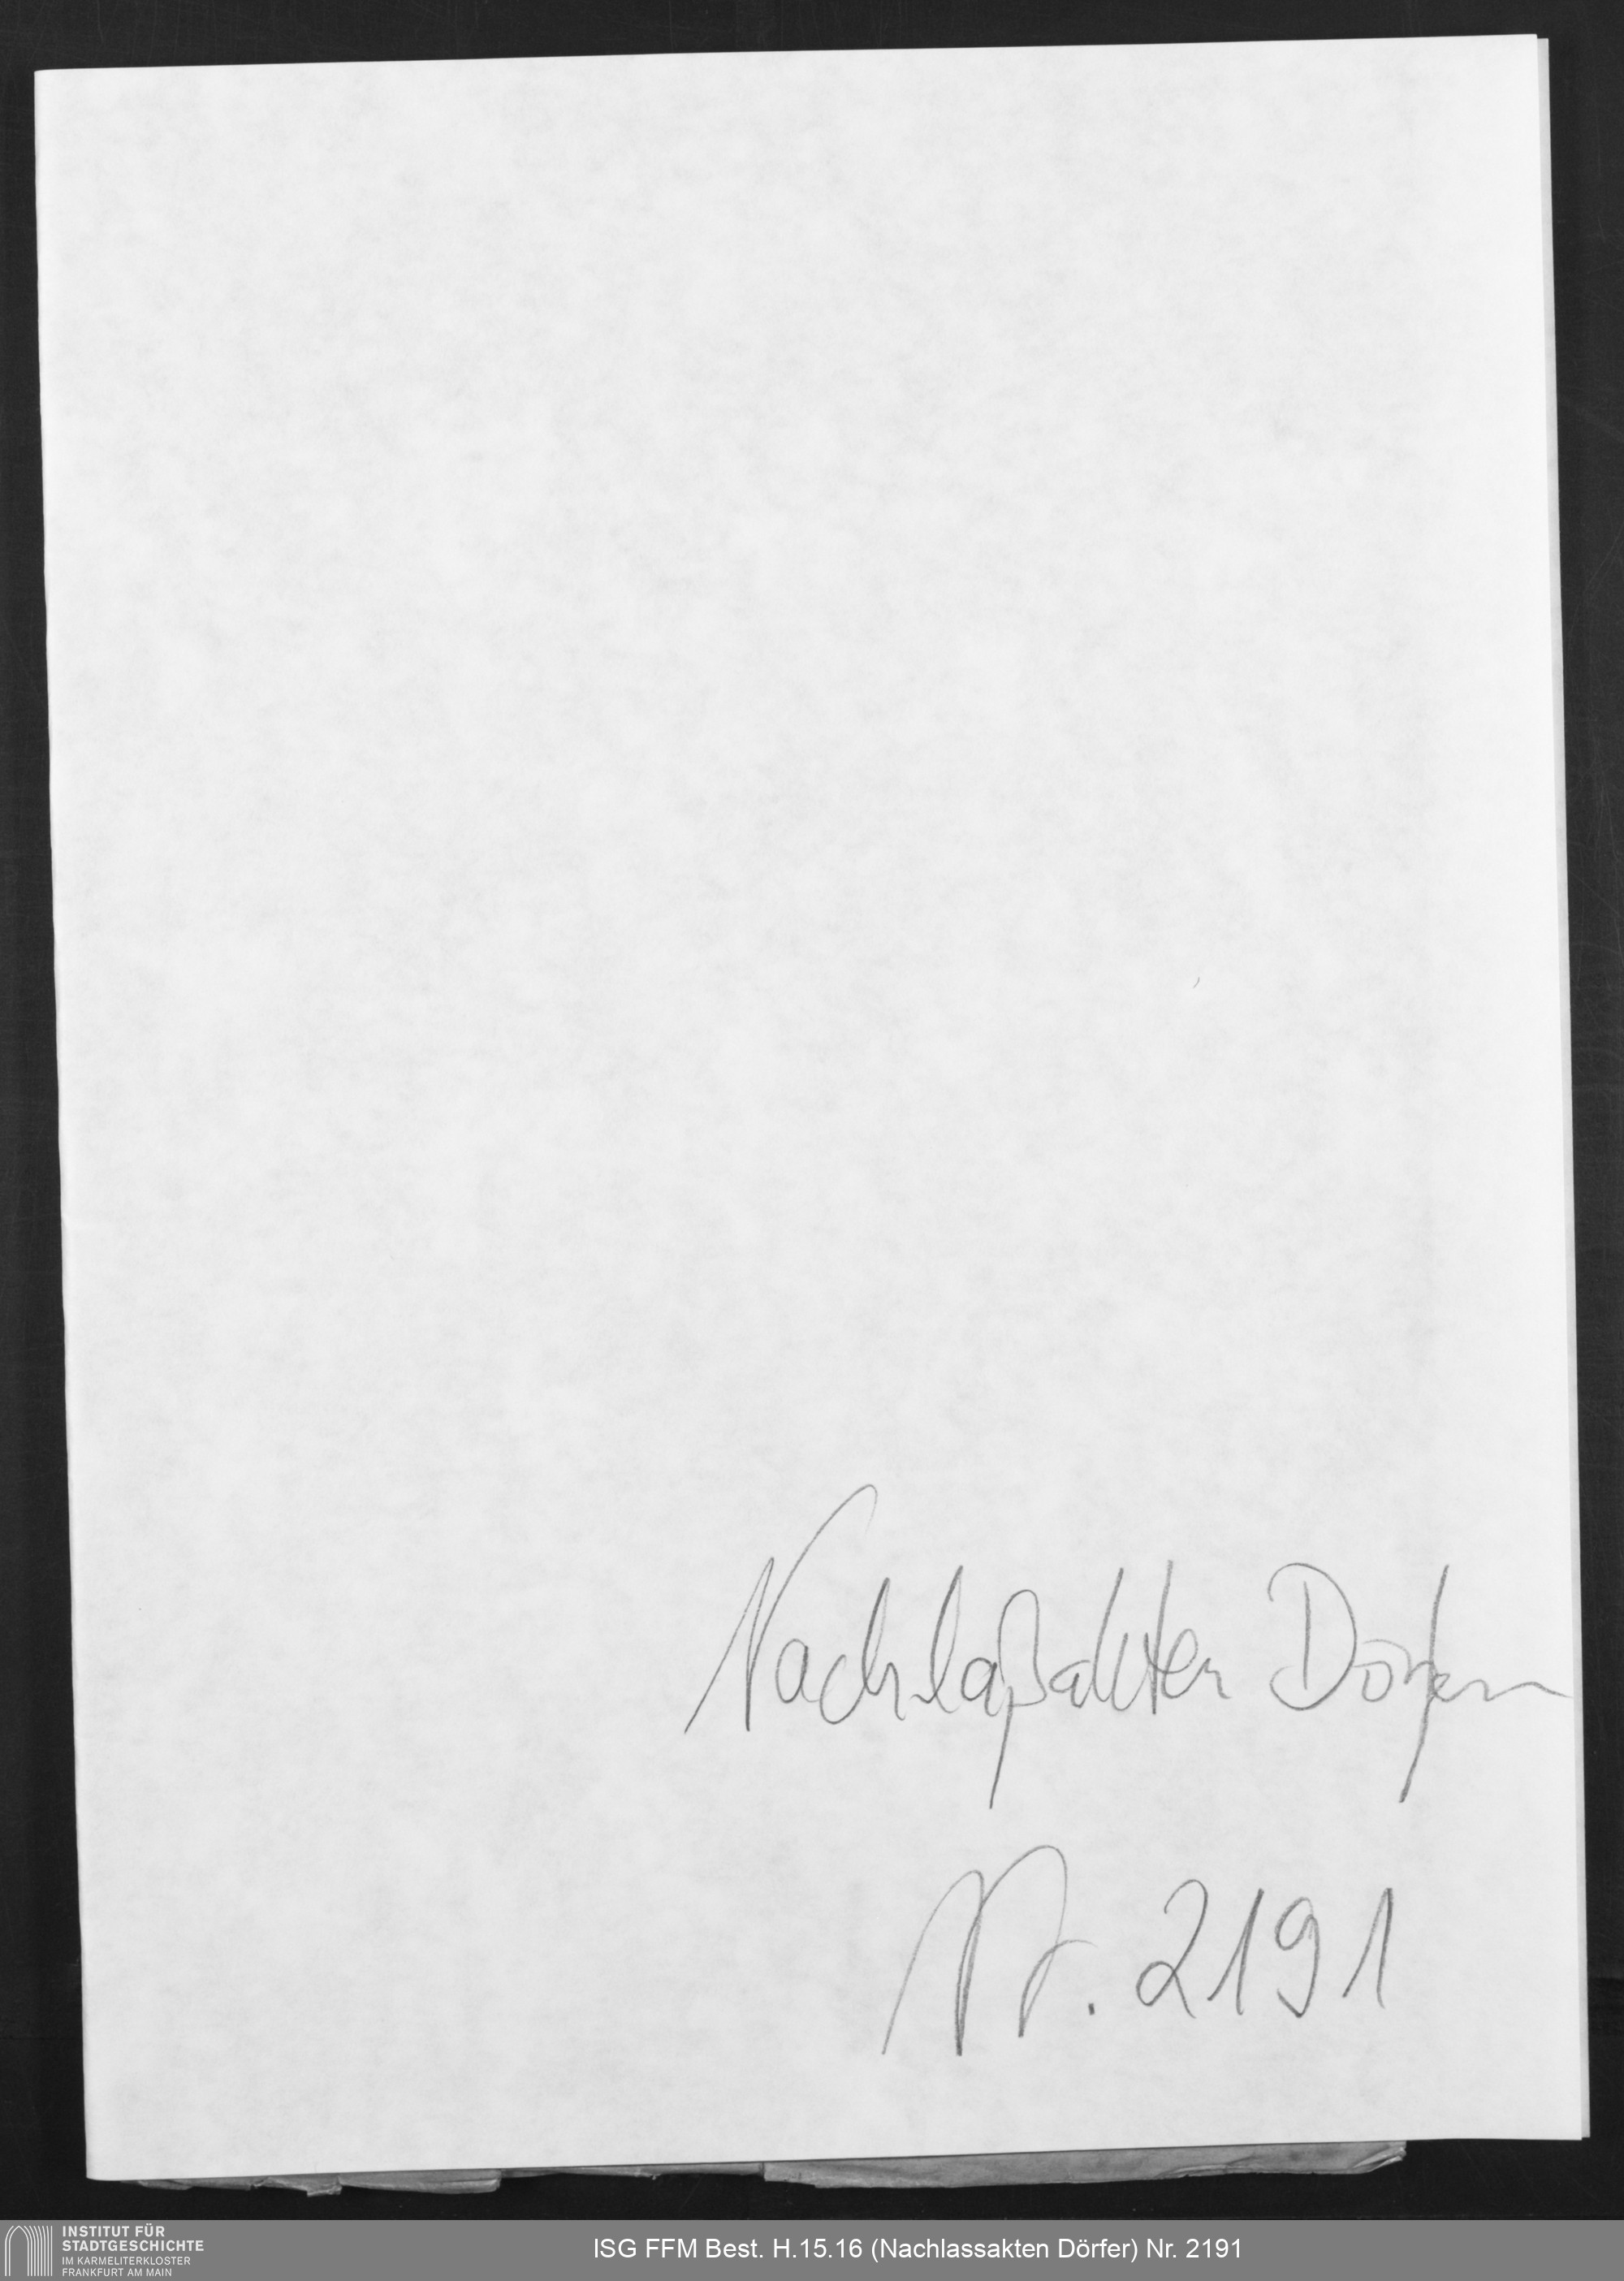 Nachlaßakten Dörfer
Nr. 2191
INSTITUT FÜR
STADTGESCHICHTE
IM KARMELITERKLOSTER
FRANKFURT AM MAIN
ISG FFM Best. H.15.16 (Nachlassakten Dörfer) Nr. 2191